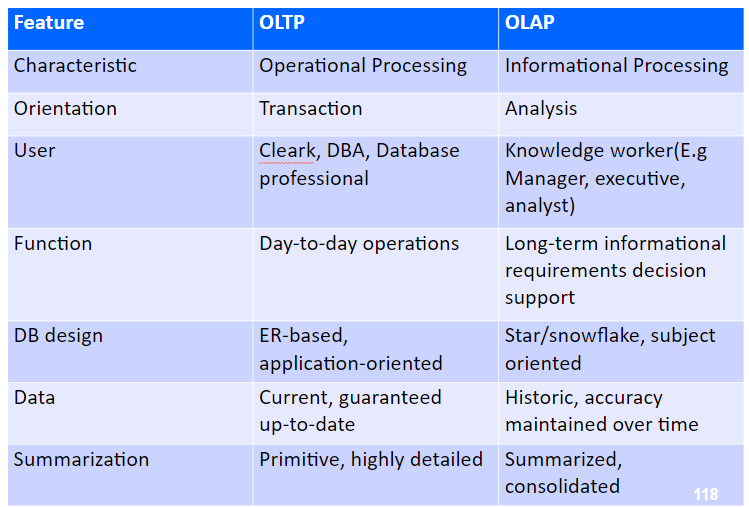 Feature OLTP OLAP
Characteristic Operational Processing Informational Processing
Orientation Transaction Analysis
User Cleark, DBA, Database Knowledge worker(E.g
professional Manager, executive,
analyst)
Function Day-to-day operations Long-term informational
requirements decision
support
DB design ER-based, Star/snowflake, subject
application-oriented oriented
Data Current, guaranteed Historic, accuracy
up-to-date maintained over time
Summarization Primitive, highly detailed Summarized,
consolidated
118